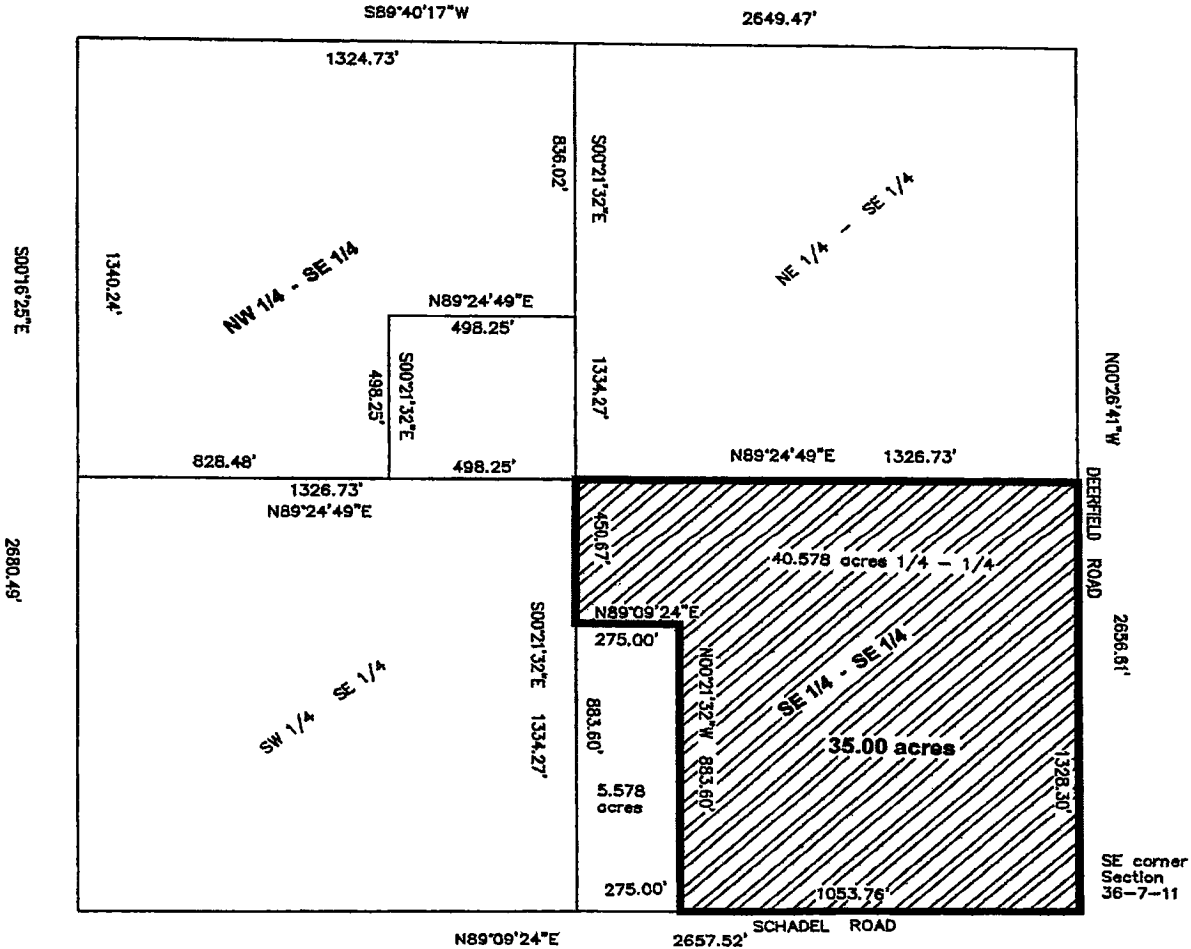 S89°40'17"W
2649.47'
1324.73'
836.02'
S00°21'32"E
NE 1/4 - SE 1/4
S00°16'25"E
1340.24'
NW 1/4 - SE 1/4
N89°24'49"E
498.25'
S00°21'32"E
498.25'
1334.27'
N00°26'41"W
828.48'
498.25'
N89°24'49"E 1326.73'
1326.73'
N89°24'49"E
DEERFIELD ROAD
450.67'
40.578 acres 1/4 - 1/4
2680.49'
N89°09'24"E
275.00'
S00°21'32"E 1334.27'
2656.61'
SW 1/4 SE 1/4
883.60'
N00°21'32"W 883.60'
SE 1/4 - SE 1/4
35.00 acres
1328.30'
5.578
acres
275.00'
1053.76'
SE corner
Section
36-7-11
SCHADEL ROAD
N89°09'24"E
2657.52'